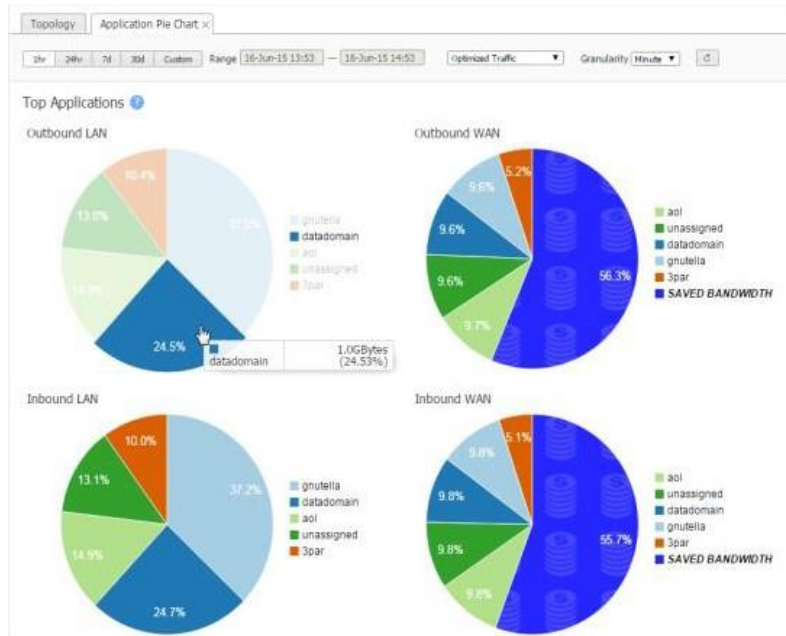 Topology Application Pie Chart ×
1hr 24hr 7d 30d Custom Range 16-Jun-15 13:53 — 16-Jun-15 14:53 Optimized Traffic ▼ Granularity Minute ▼
Top Applications ?
Outbound LAN
10.4%
13.0%
24.5%
gnutella
datadomain
aol
unassigned
3par
datadomain 1.0GBytes
(24.53%)
Outbound WAN
5.2%
9.6%
9.6%
9.6%
9.7%
56.3%
aol
unassigned
datadomain
gnutella
3par
SAVED BANDWIDTH
Inbound LAN
10.0%
13.1%
14.9%
24.7%
37.2%
gnutella
datadomain
aol
unassigned
3par
Inbound WAN
5.1%
9.8%
9.8%
9.8%
9.8%
55.7%
aol
unassigned
datadomain
gnutella
3par
SAVED BANDWIDTH